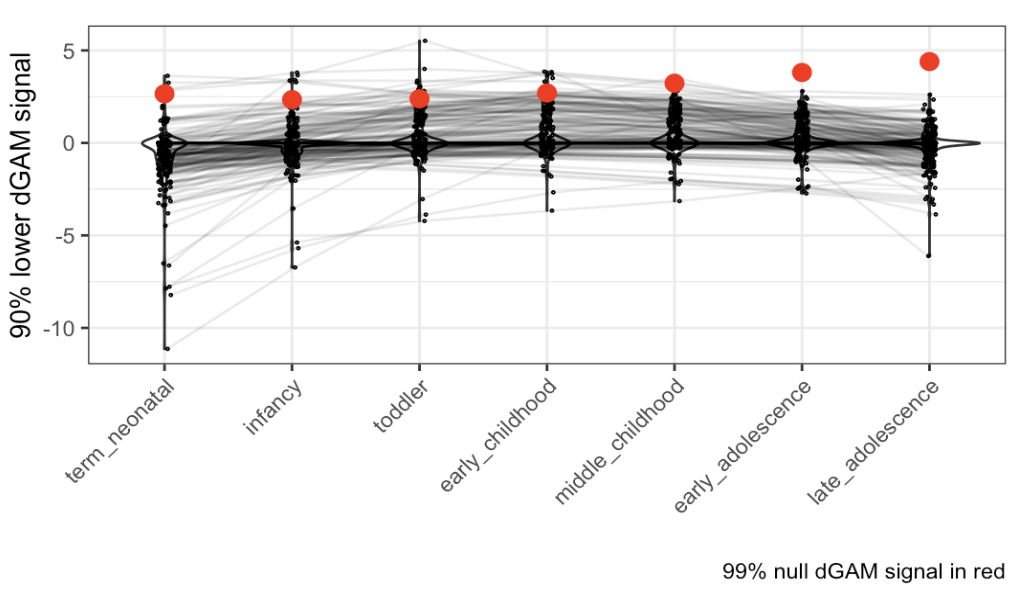 90% lower dGAM signal
5
0
-5
-10
term_neonatal
infancy
toddler
early_childhood
middle_childhood
early_adolescence
late_adolescence
99% null dGAM signal in red